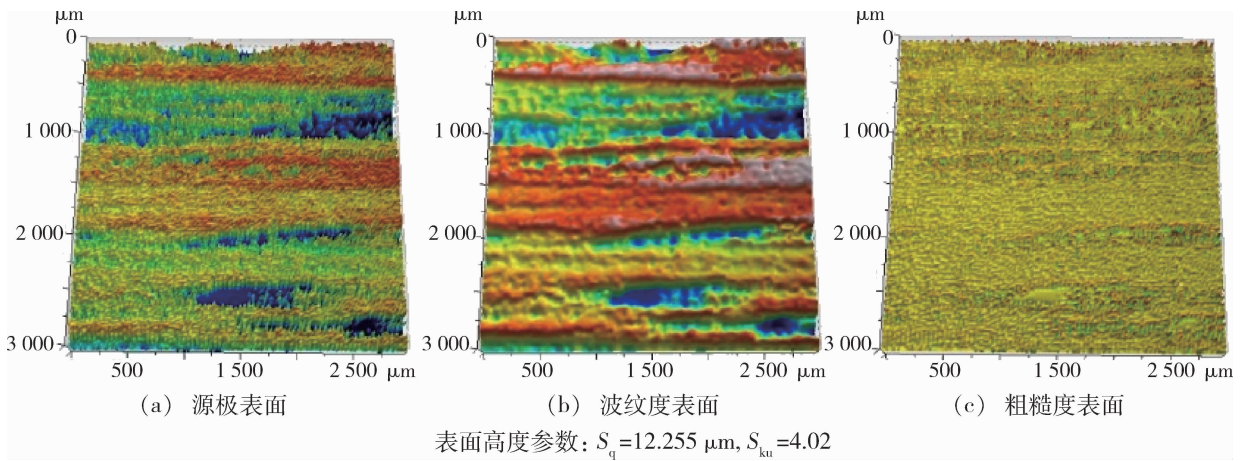 μm μm μm
0 0 0
1 000 1 000 1 000
2 000 2 000 2 000
3 000 3 000 3 000
500 1 500 2 500 μm 500 1 500 2 500 μm 500 1 500 2 500 μm
(a) 源极表面 (b) 波纹度表面 (c) 粗糙度表面
表面高度参数: Sq=12.255 μm, Sku=4.02